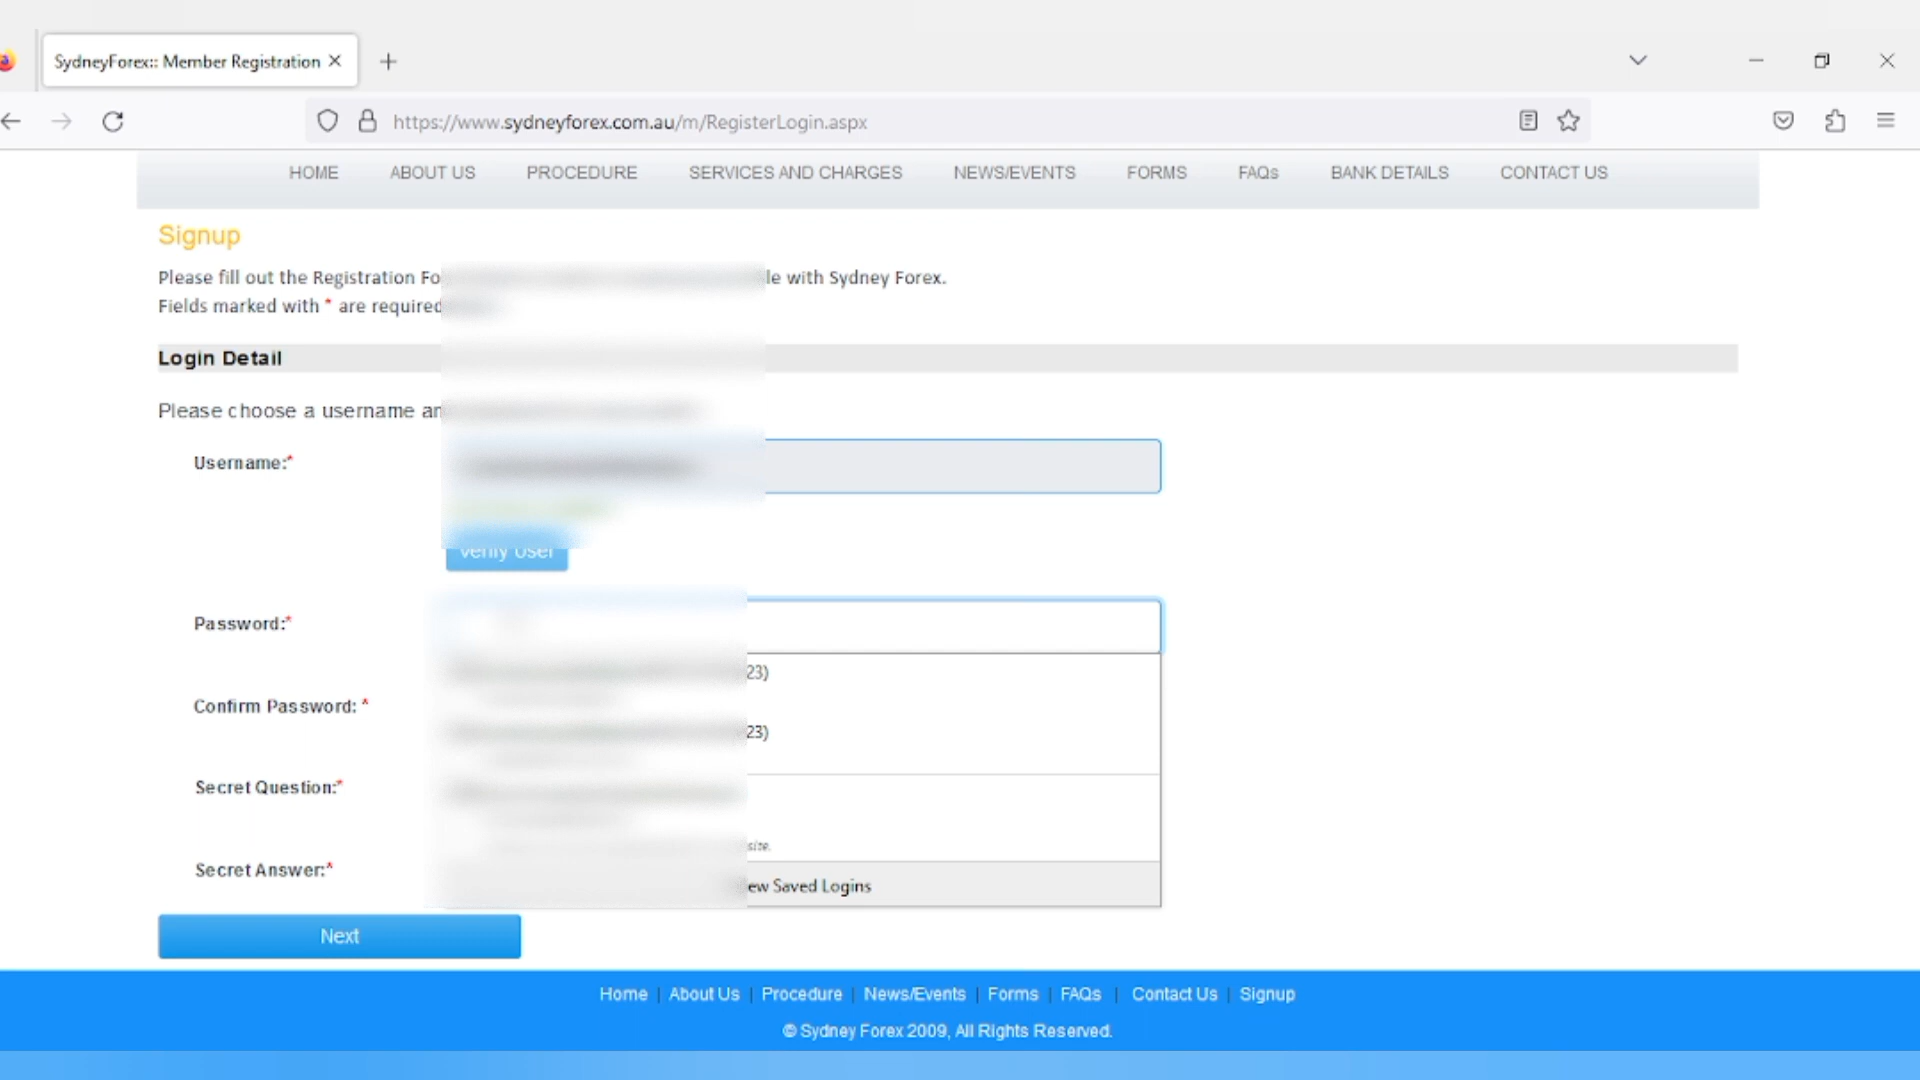 SydneyForex:: Member Registration
https://www.sydneyforex.com.au/m/RegisterLogin.aspx
HOME ABOUT US PROCEDURE SERVICES AND CHARGES NEWS/EVENTS FORMS FAQs BANK DETAILS CONTACT US
Signup
Please fill out the Registration le with Sydney Forex.
Fields marked with * are required
Login Detail
Please choose a username
Username:*
Verify User
Password:*
23)
Confirm Password: *
23)
Secret Question:*
site.
Secret Answer:*
ew Saved Logins
Next
Home | About Us | Procedure | News/Events | Forms | FAQs | Contact Us | Signup
© Sydney Forex 2009, All Rights Reserved.